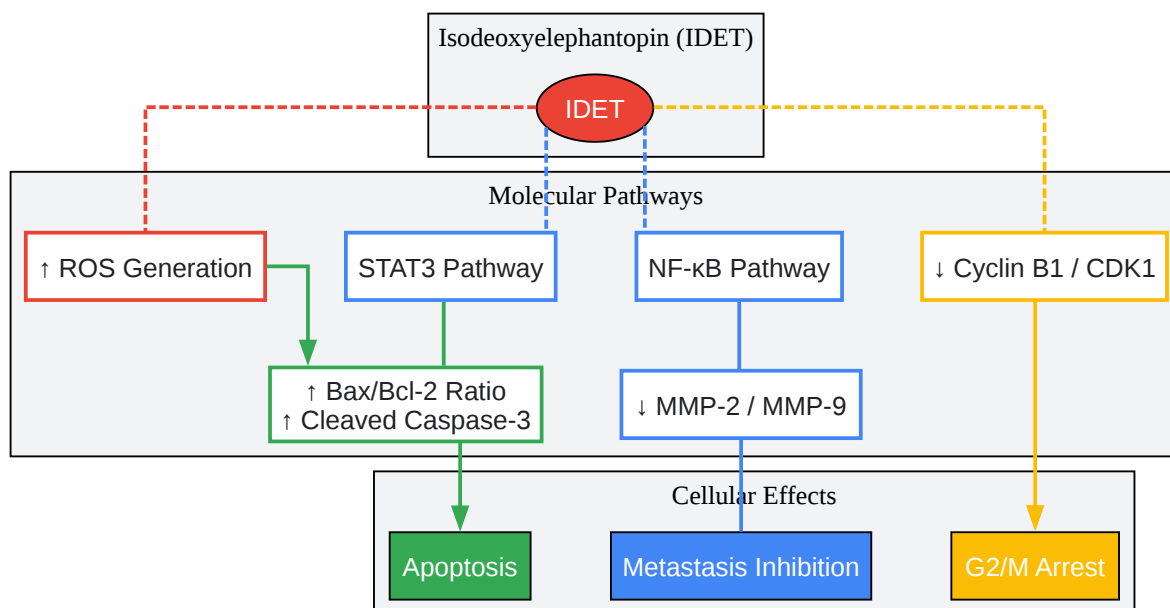 Isodeoxyelephantopin (IDET)
IDET
Molecular Pathways
↑ ROS Generation
STAT3 Pathway
NF-κB Pathway
↓ Cyclin B1 / CDK1
↑ Bax/Bcl-2 Ratio
↑ Cleaved Caspase-3
↓ MMP-2 / MMP-9
Cellular Effects
Apoptosis
Metastasis Inhibition
G2/M Arrest